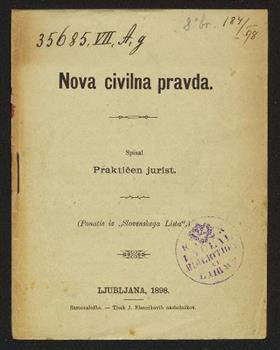 35685, VII, A, g
8° br. 184/98
Nova civilna pravda.
Spisal
Praktičen jurist.
(Ponatis iz „Slovenskega Lista“.)
LJUBLJANA, 1898.
Samozaložba. — Tisk J. Blasnikovih naslednikov.